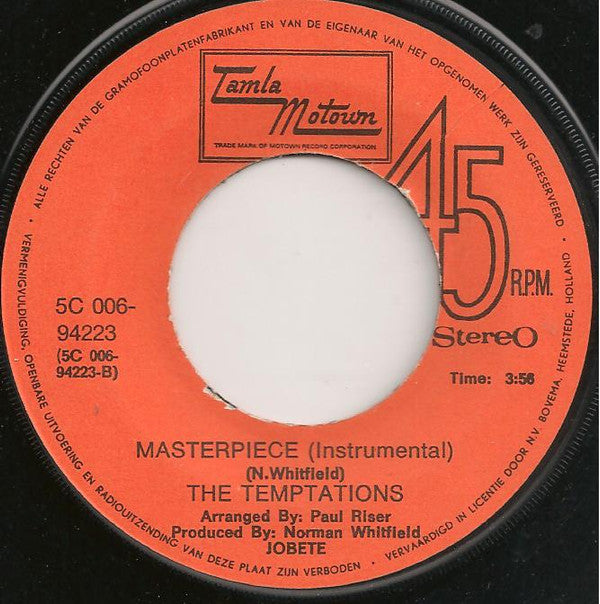 ALLE RECHTEN VAN DE GRAMOFOONPLATENFABRIKANT EN VAN DE EIGENAAR VAN HET OPGENOMEN WERK ZIJN GERESERVEERD
VERMENIGVULDIGING, OPENBARE UITVOERING EN RADIOUITZENDING VAN DEZE PLAAT ZIJN VERBODEN · VERVAARDIGD IN LICENTIE DOOR N.V. BOVEMA, HEEMSTEDE, HOLLAND ·
Tamla
Motown
TRADE MARK OF MOTOWN RECORD CORPORATION
45
R.P.M.
Stereo
5C 006-
94223
(5C 006-
94223-B)
Time: 3:56
MASTERPIECE (Instrumental)
(N.Whitfield)
THE TEMPTATIONS
Arranged By: Paul Riser
Produced By: Norman Whitfield
JOBETE